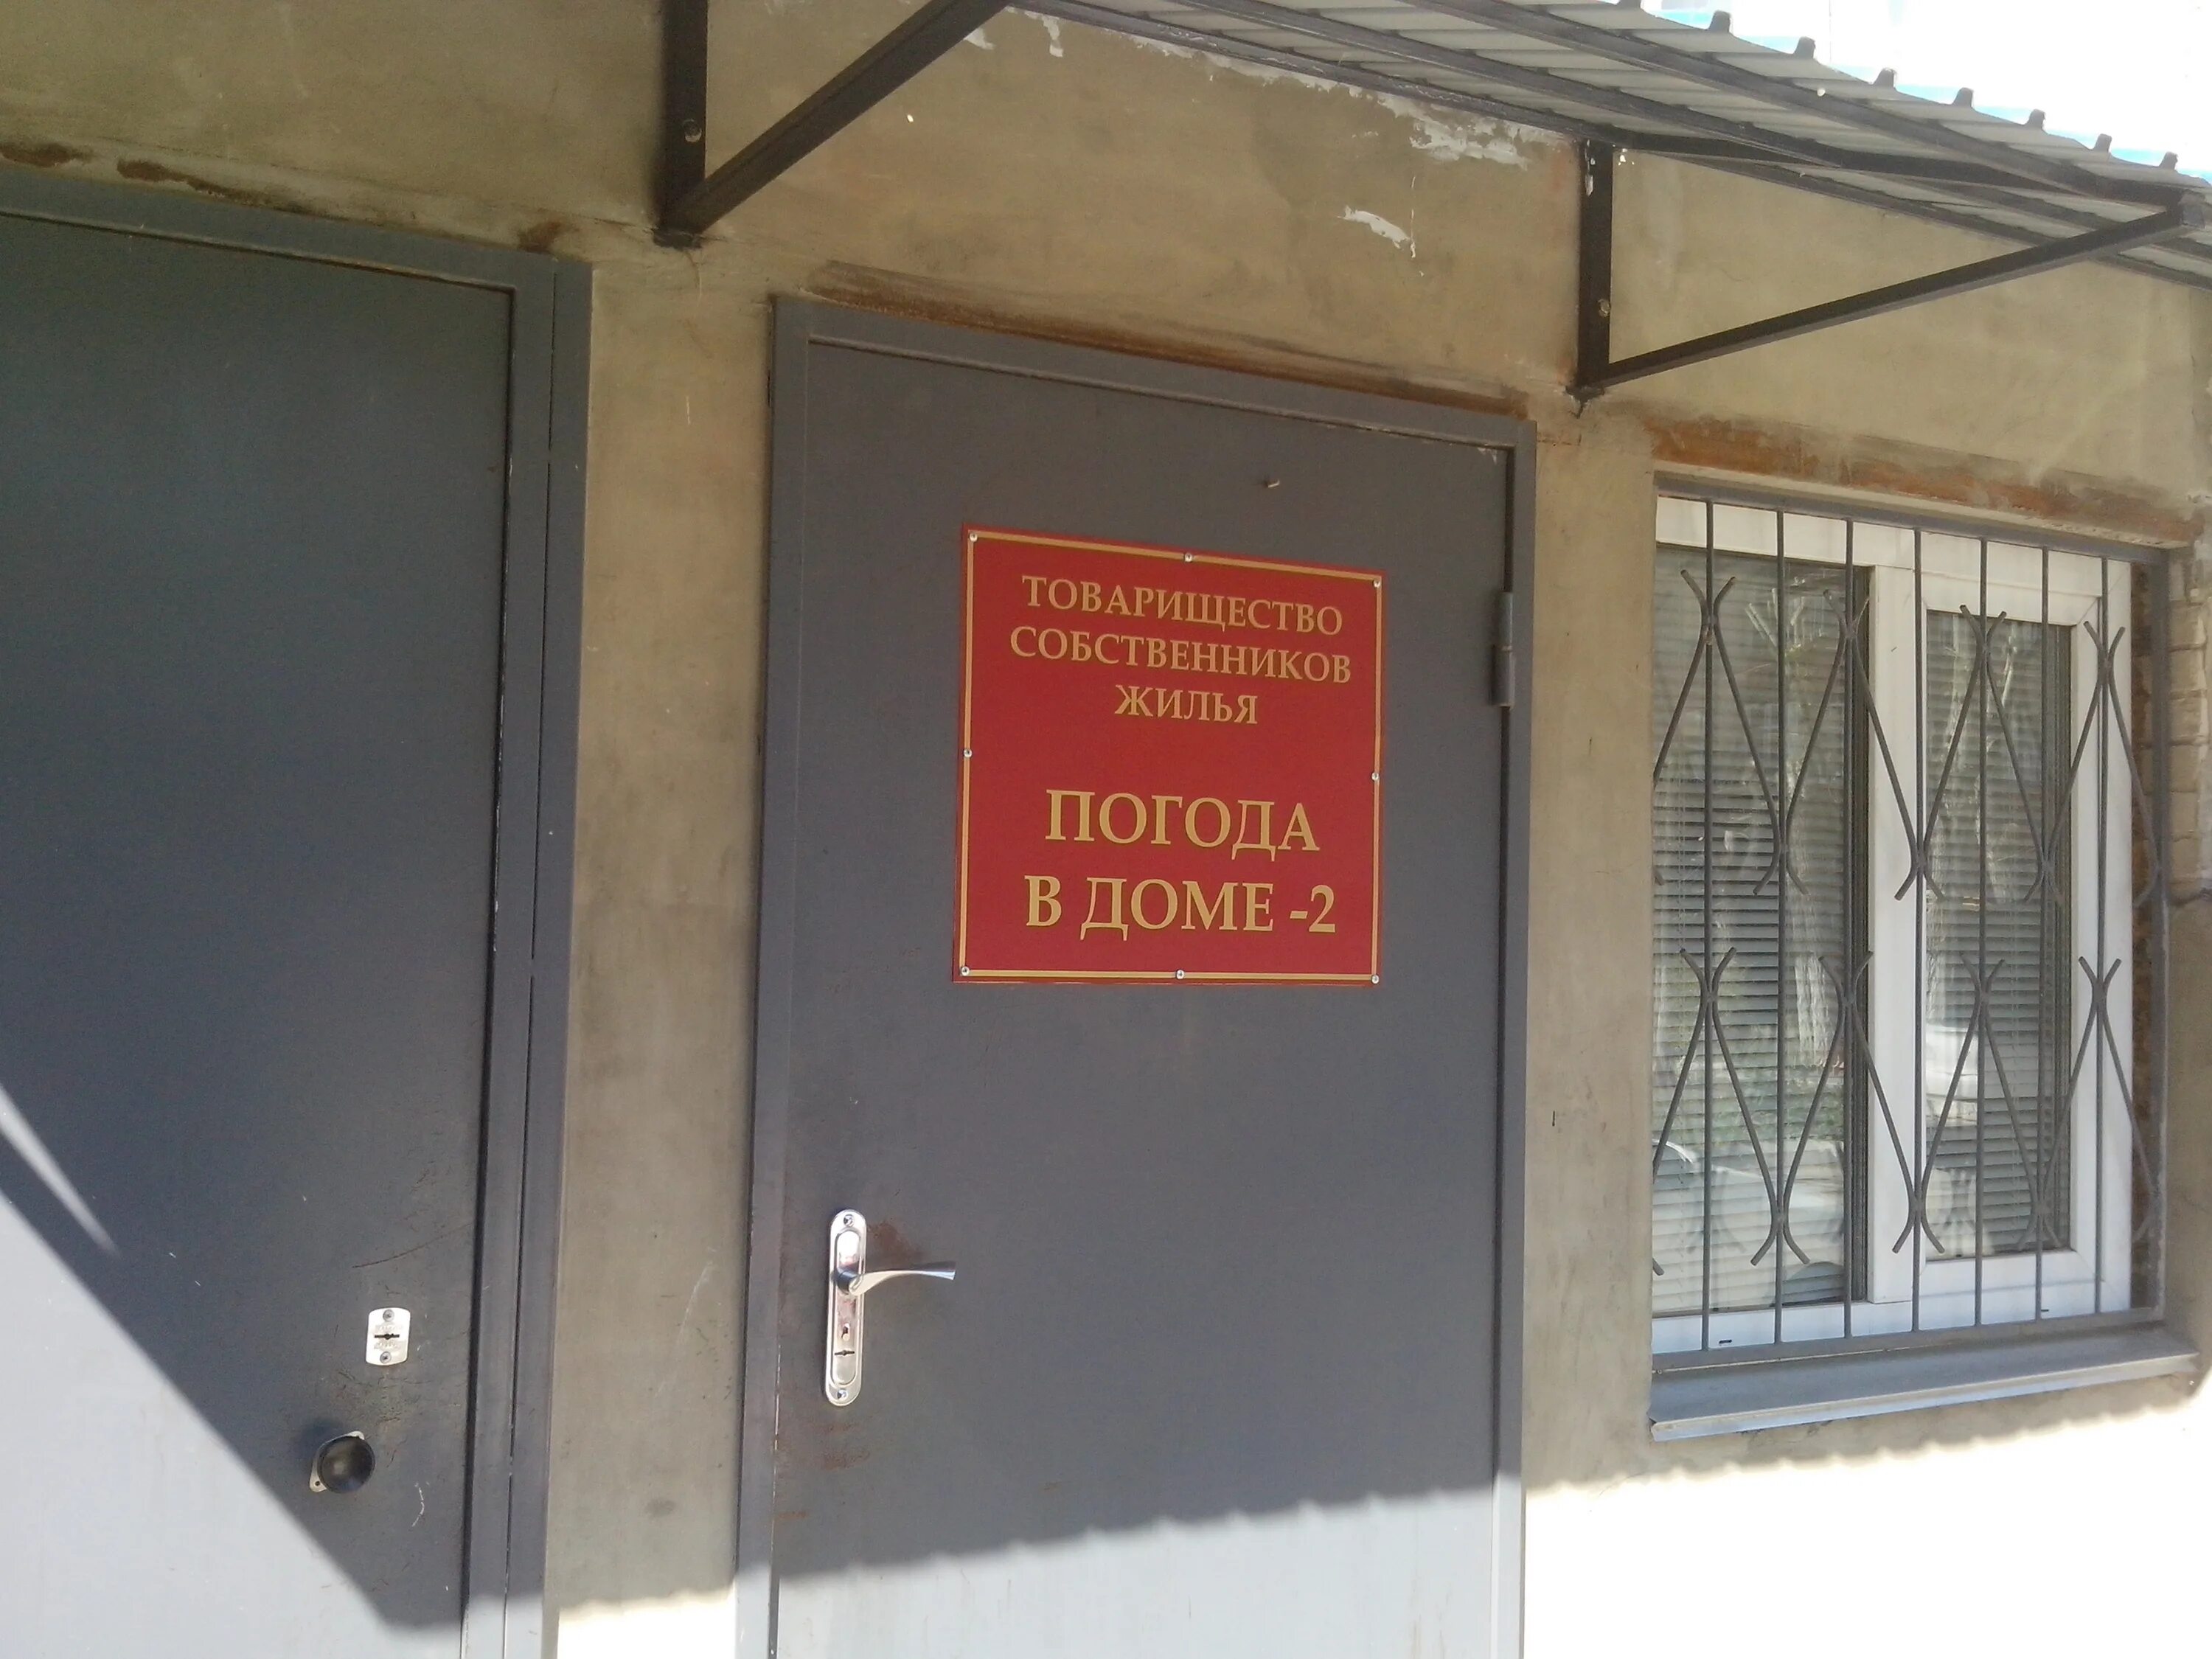 ТОВАРИЩЕСТВО
СОБСТВЕННИКОВ
ЖИЛЬЯ
ПОГОДА
В ДОМЕ -2